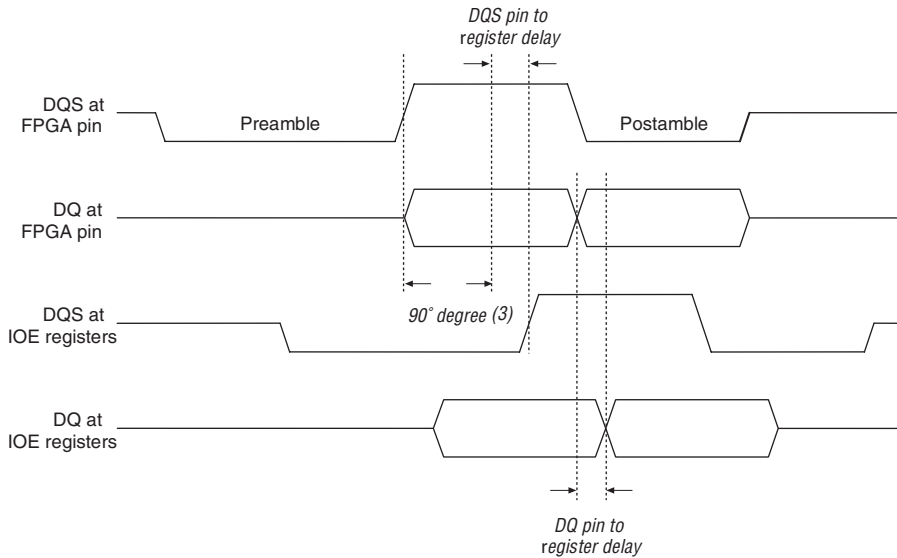 DQS pin to
register delay
DQS at
FPGA pin
Preamble
Postamble
DQ at
FPGA pin
90° degree (3)
DQS at
IOE registers
DQ at
IOE registers
DQ pin to
register delay